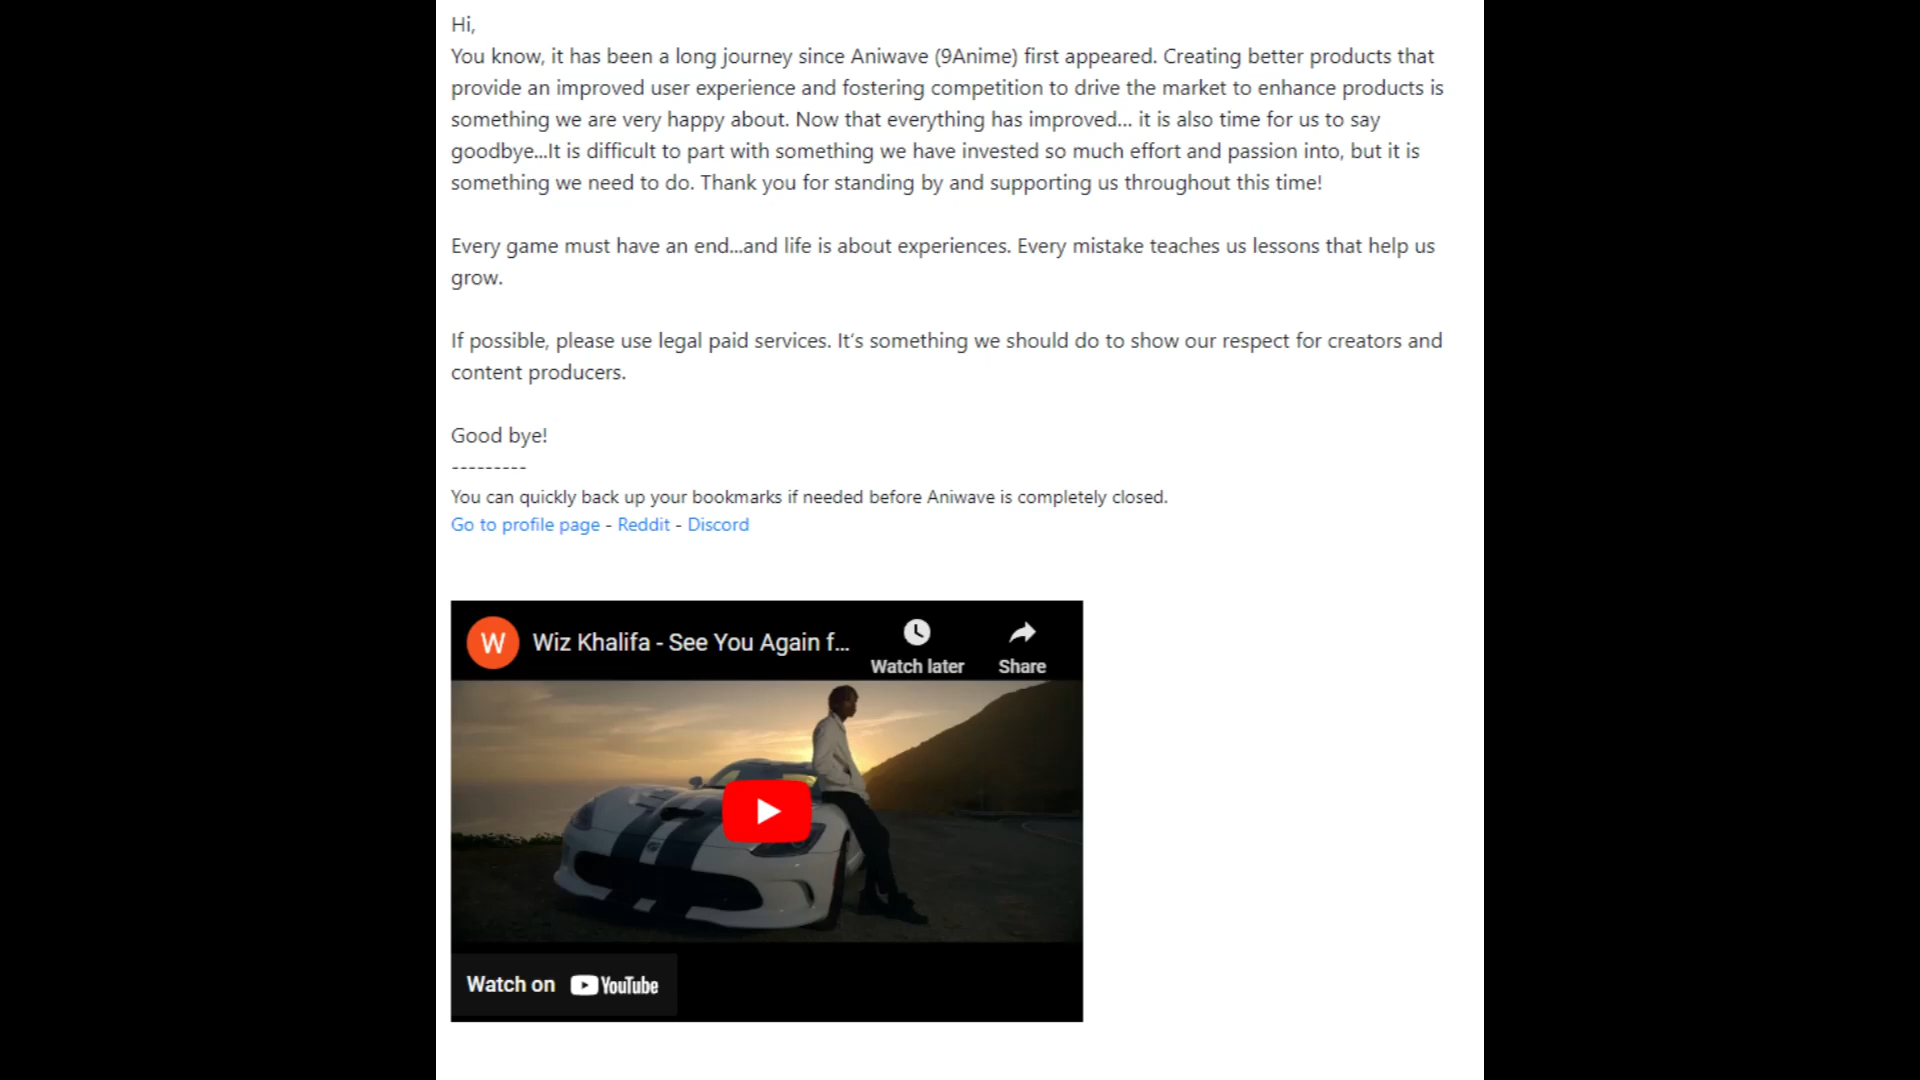 Hi,
You know, it has been a long journey since Aniwave (9Anime) first appeared. Creating better products that
provide an improved user experience and fostering competition to drive the market to enhance products is
something we are very happy about. Now that everything has improved... it is also time for us to say
goodbye...It is difficult to part with something we have invested so much effort and passion into, but it is
something we need to do. Thank you for standing by and supporting us throughout this time!
Every game must have an end...and life is about experiences. Every mistake teaches us lessons that help us
grow.
If possible, please use legal paid services. It's something we should do to show our respect for creators and
content producers.
Good bye!
---------
You can quickly back up your bookmarks if needed before Aniwave is completely closed.
Go to profile page - Reddit - Discord
W Wiz Khalifa - See You Again f... Watch later Share
Watch on YouTube